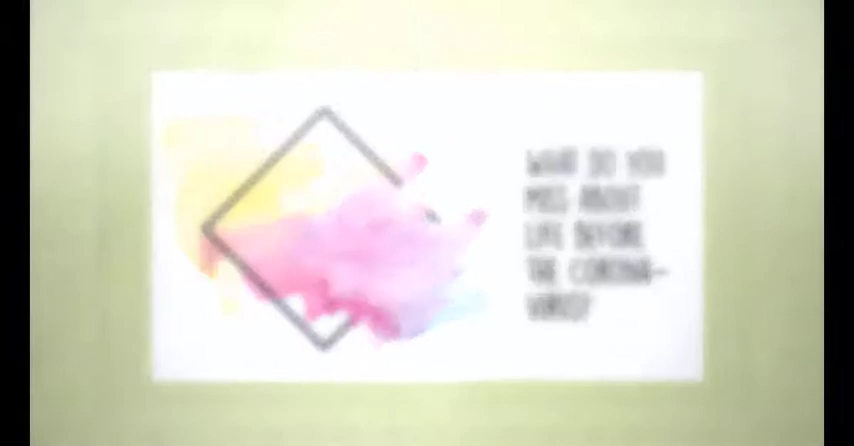 WHAT DO YOU
MISS ABOUT
LIFE BEFORE
THE CORONA-
VIRUS?